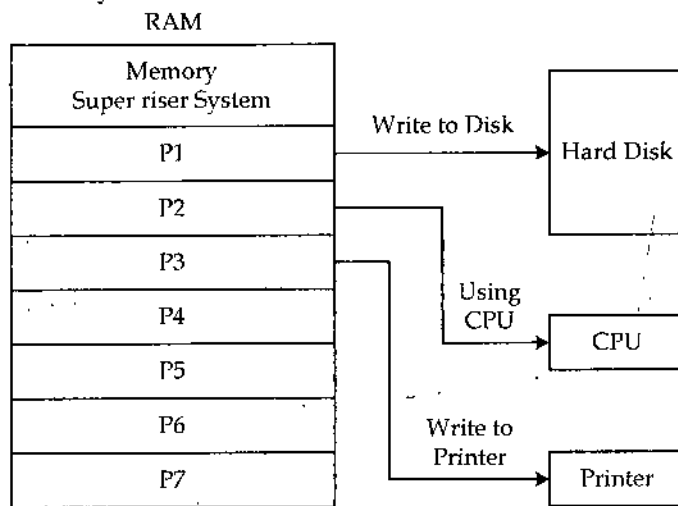 RAM
Memory
Super riser System
P1
P2
P3
P4
P5
P6
P7
Write to Disk
Hard Disk
Using
CPU
CPU
Write to
Printer
Printer